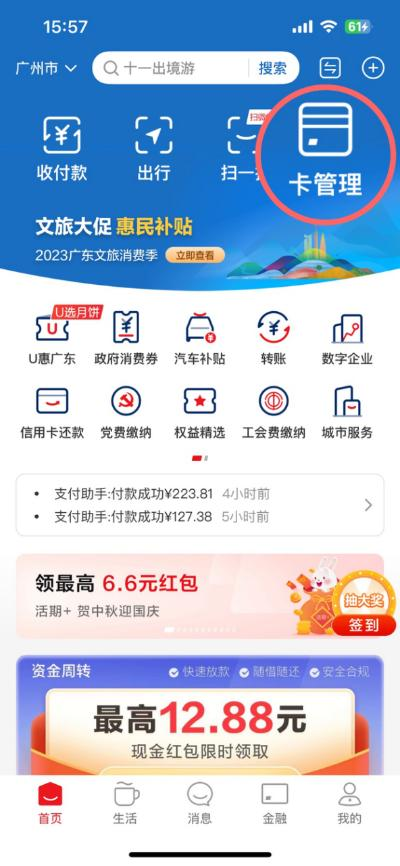 15:57
61
广州市
十一出境游
搜索
收付款
出行
扫一
卡管理
文旅大促 惠民补贴
2023广东文旅消费季
立即查看
U选月饼
U惠广东
政府消费券
汽车补贴
转账
数字企业
信用卡还款
党费缴纳
权益精选
工会费缴纳
城市服务
支付助手:付款成功¥223.81 4小时前
支付助手:付款成功¥127.38 5小时前
领最高 6.6元红包
活期+ 贺中秋迎国庆
抽大奖
签到
资金周转
快速放款
随借随还
安全合规
最高12.88元
现金红包限时领取
首页
生活
消息
金融
我的